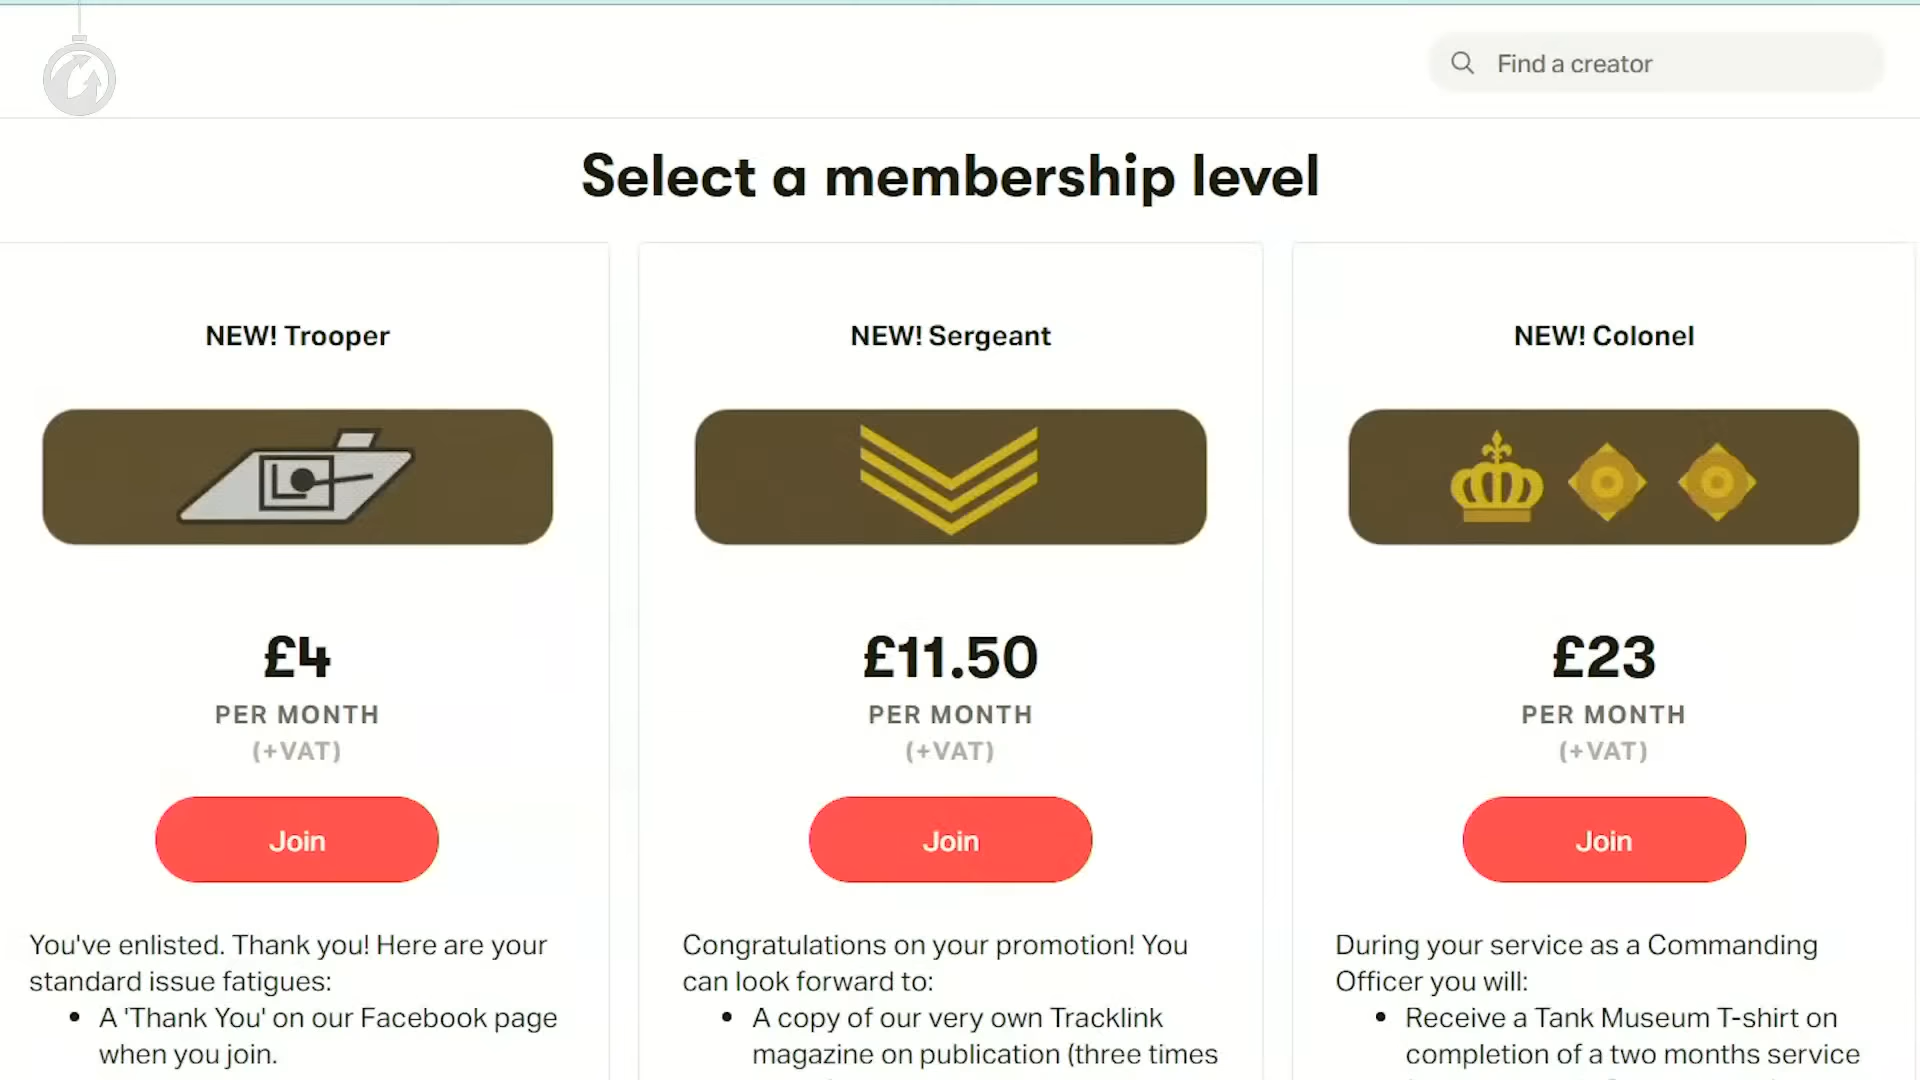 Find a creator
Select a membership level
NEW! Trooper
£4
PER MONTH
(+VAT)
Join
You've enlisted. Thank you! Here are your
standard issue fatigues:
• A 'Thank You' on our Facebook page
when you join.
NEW! Sergeant
£11.50
PER MONTH
(+VAT)
Join
Congratulations on your promotion! You
can look forward to:
• A copy of our very own Tracklink
magazine on publication (three times
NEW! Colonel
£23
PER MONTH
(+VAT)
Join
During your service as a Commanding
Officer you will:
• Receive a Tank Museum T-shirt on
completion of a two months service